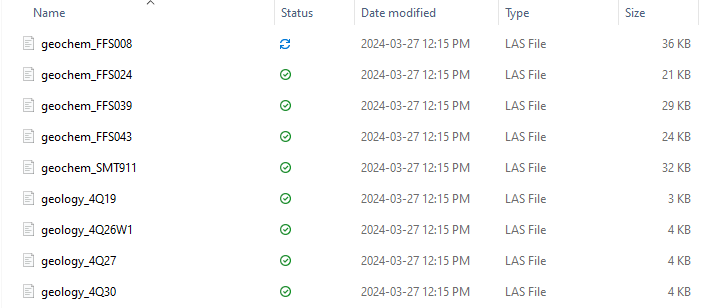 Name Status Date modified Type Size
geochem_FFS008 2024-03-27 12:15 PM LAS File 36 KB
geochem_FFS024 2024-03-27 12:15 PM LAS File 21 KB
geochem_FFS039 2024-03-27 12:15 PM LAS File 29 KB
geochem_FFS043 2024-03-27 12:15 PM LAS File 24 KB
geochem_SMT911 2024-03-27 12:15 PM LAS File 32 KB
geology_4Q19 2024-03-27 12:15 PM LAS File 3 KB
geology_4Q26W1 2024-03-27 12:15 PM LAS File 4 KB
geology_4Q27 2024-03-27 12:15 PM LAS File 4 KB
geology_4Q30 2024-03-27 12:15 PM LAS File 4 KB